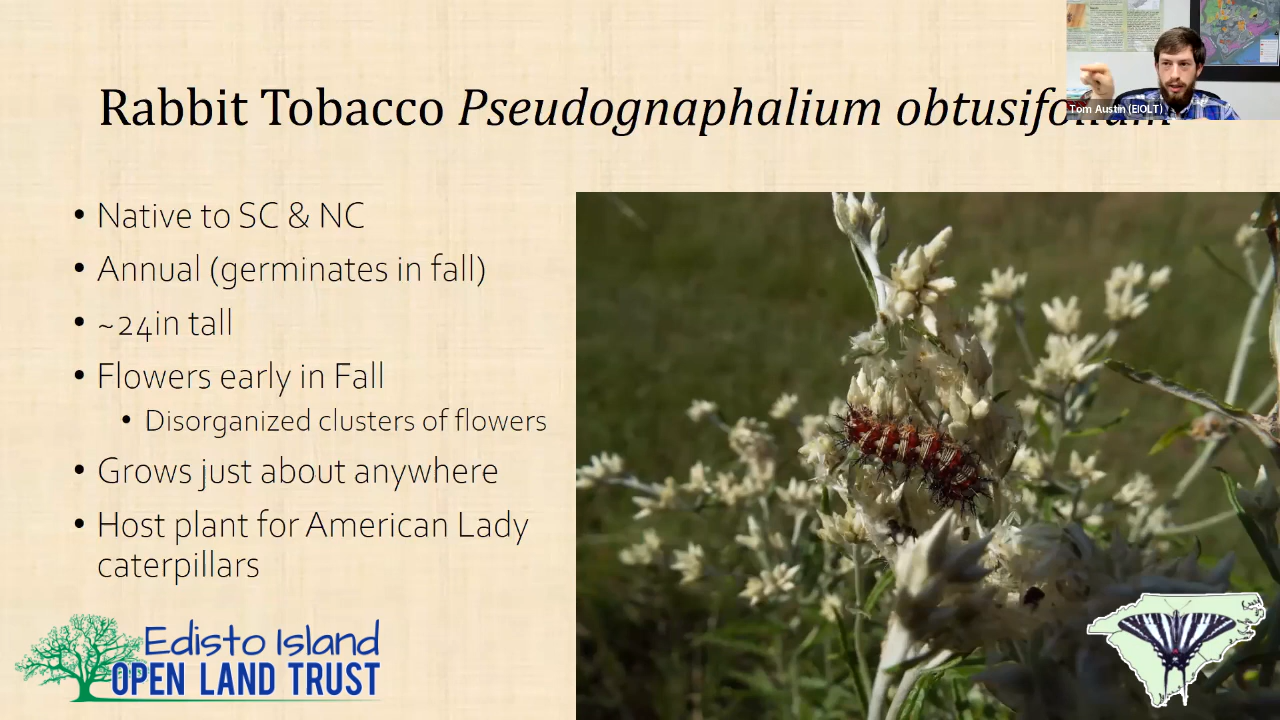 Rabbit Tobacco Pseudognaphalium
Tom Austin (EIOLT)
• Native to SC & NC
• Annual (germinates in fall)
• ~24in tall
• Flowers early in Fall
• Disorganized clusters of flowers
• Grows just about anywhere
• Host plant for American Lady
caterpillars
Edisto Island
OPEN LAND TRUST